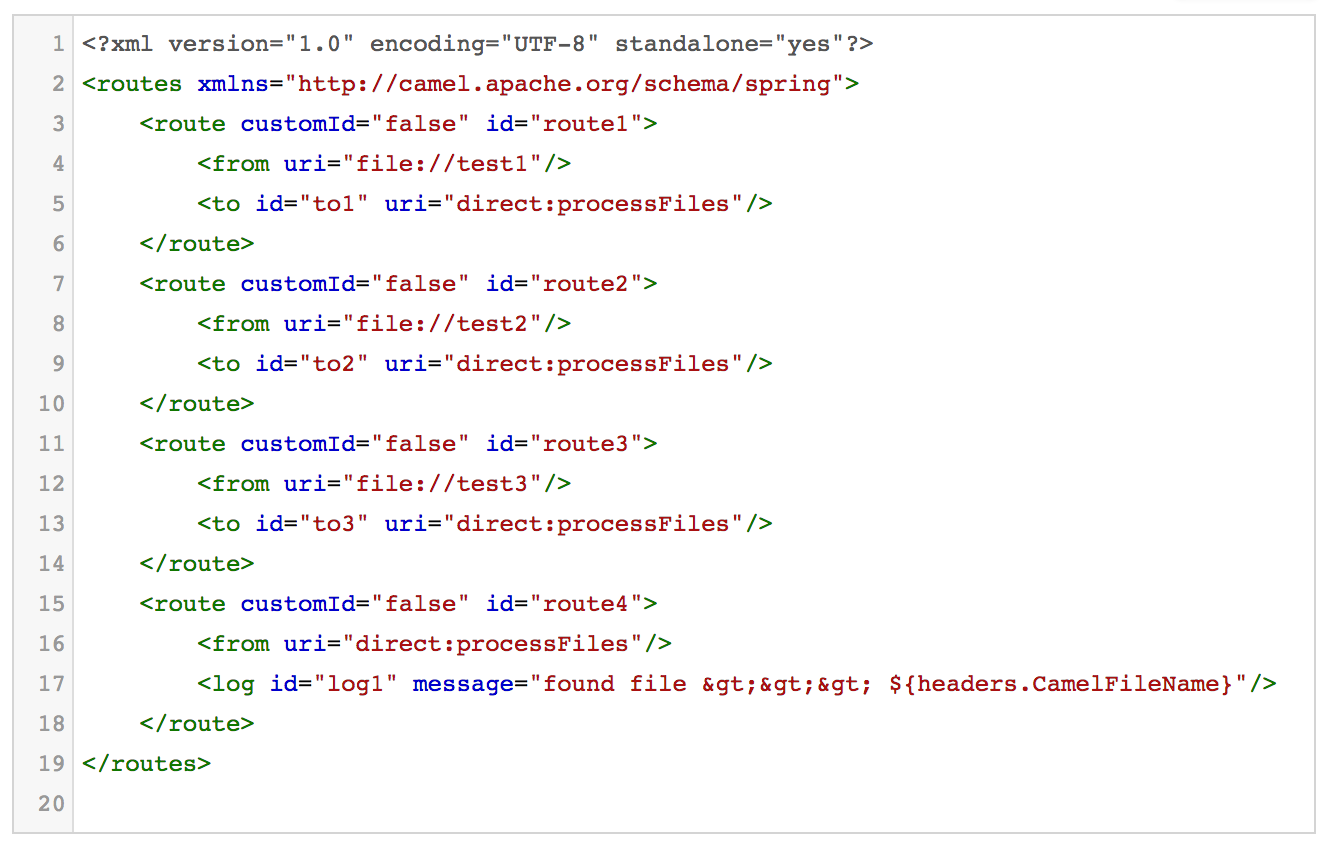 1 <?xml version="1.0" encoding="UTF-8" standalone="yes"?>
2 <routes xmlns="http://camel.apache.org/schema/spring">
3     <route customId="false" id="route1">
4         <from uri="file://test1"/>
5         <to id="to1" uri="direct:processFiles"/>
6     </route>
7     <route customId="false" id="route2">
8         <from uri="file://test2"/>
9         <to id="to2" uri="direct:processFiles"/>
10     </route>
11     <route customId="false" id="route3">
12         <from uri="file://test3"/>
13         <to id="to3" uri="direct:processFiles"/>
14     </route>
15     <route customId="false" id="route4">
16         <from uri="direct:processFiles"/>
17         <log id="log1" message="found file &gt;&gt;&gt; ${headers.CamelFileName}"/>
18     </route>
19 </routes>
20